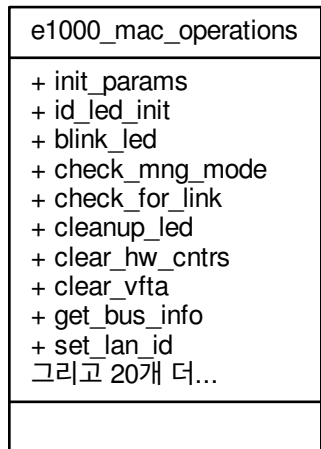 e1000_mac_operations
+ init_params
+ id_led_init
+ blink_led
+ check_mng_mode
+ check_for_link
+ cleanup_led
+ clear_hw_cntrs
+ clear_vfta
+ get_bus_info
+ set_lan_id
그리고 20개 더...